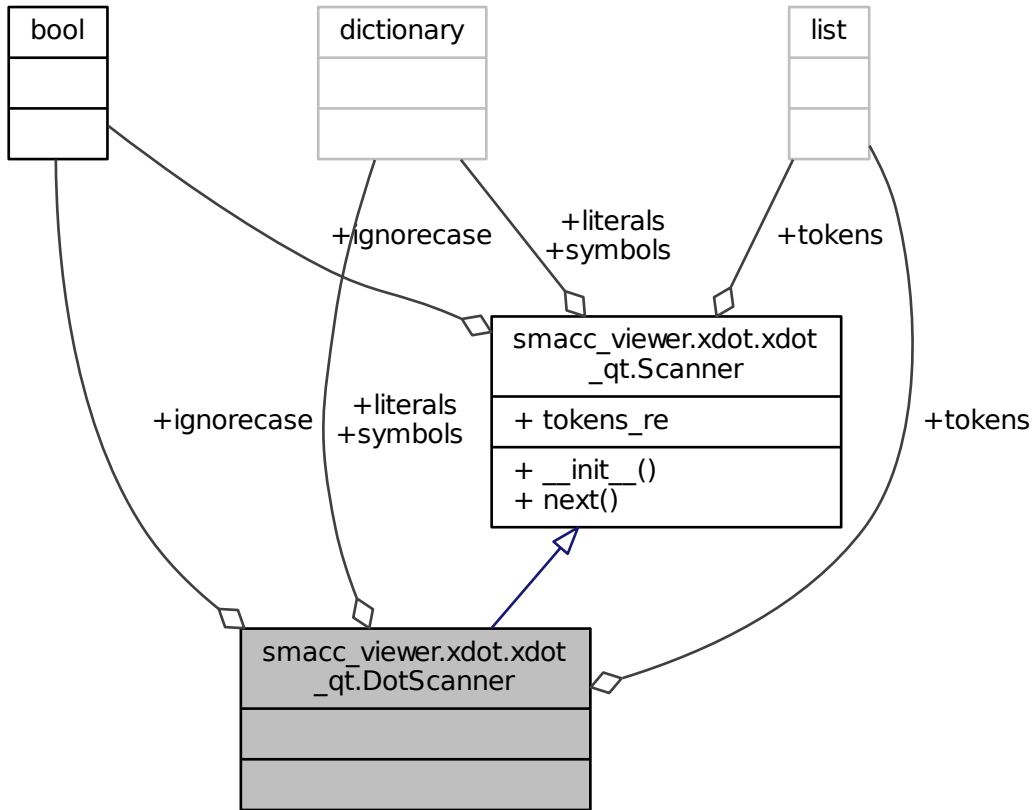 bool
dictionary
list
+ignorecase
+literals
+symbols
+tokens
smacc_viewer.xdot.xdot
_qt.Scanner
+ tokens_re
+ __init__()
+ next()
+ignorecase
+literals
+symbols
+tokens
smacc_viewer.xdot.xdot
_qt.DotScanner